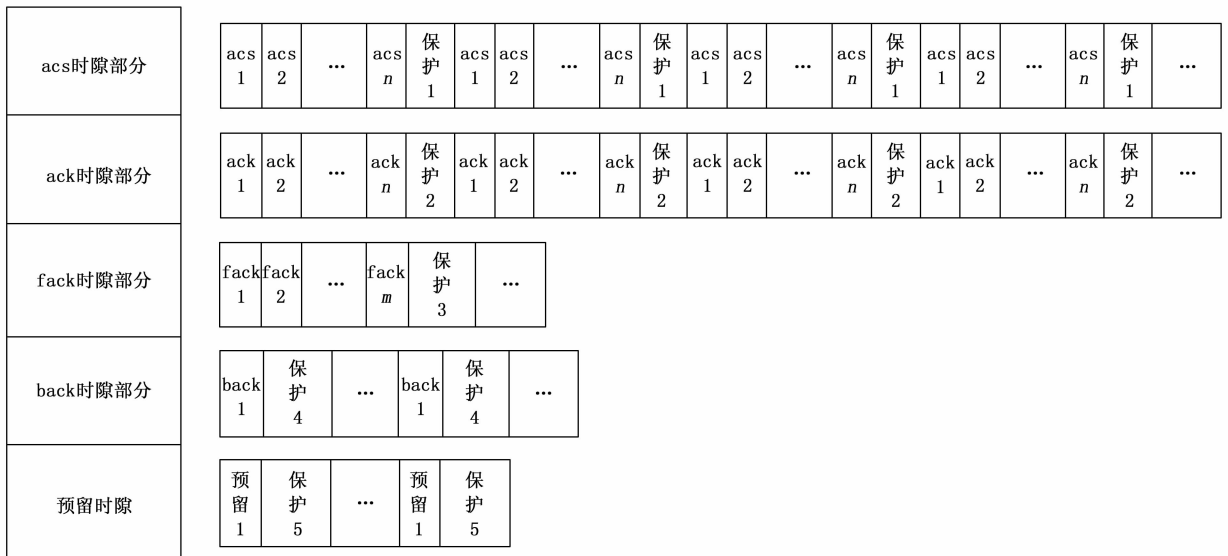 acs时隙部分
acs 1 acs 2 … acs n 保护1 acs 1 acs 2 … acs n 保护1 acs 1 acs 2 … acs n 保护1 acs 1 acs 2 … acs n 保护1 …
ack时隙部分
ack 1 ack 2 … ack n 保护2 ack 1 ack 2 … ack n 保护2 ack 1 ack 2 … ack n 保护2 ack 1 ack 2 … ack n 保护2 …
fack时隙部分
fack 1 fack 2 … fack m 保护3 …
back时隙部分
back 1 保护4 … back 1 保护4 …
预留时隙
预留1 保护5 … 预留1 保护5